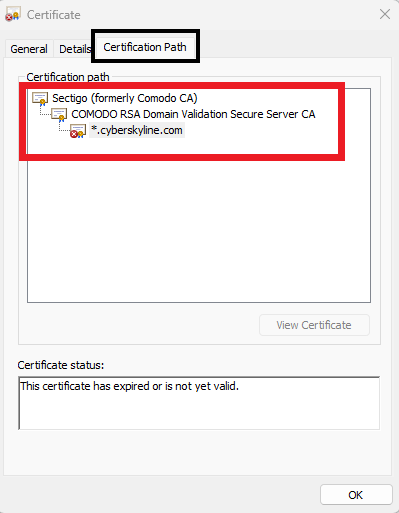 Certificate
General Details Certification Path
Certification path
Sectigo (formerly Comodo CA)
COMODO RSA Domain Validation Secure Server CA
*.cyberskyline.com
View Certificate
Certificate status:
This certificate has expired or is not yet valid.
OK